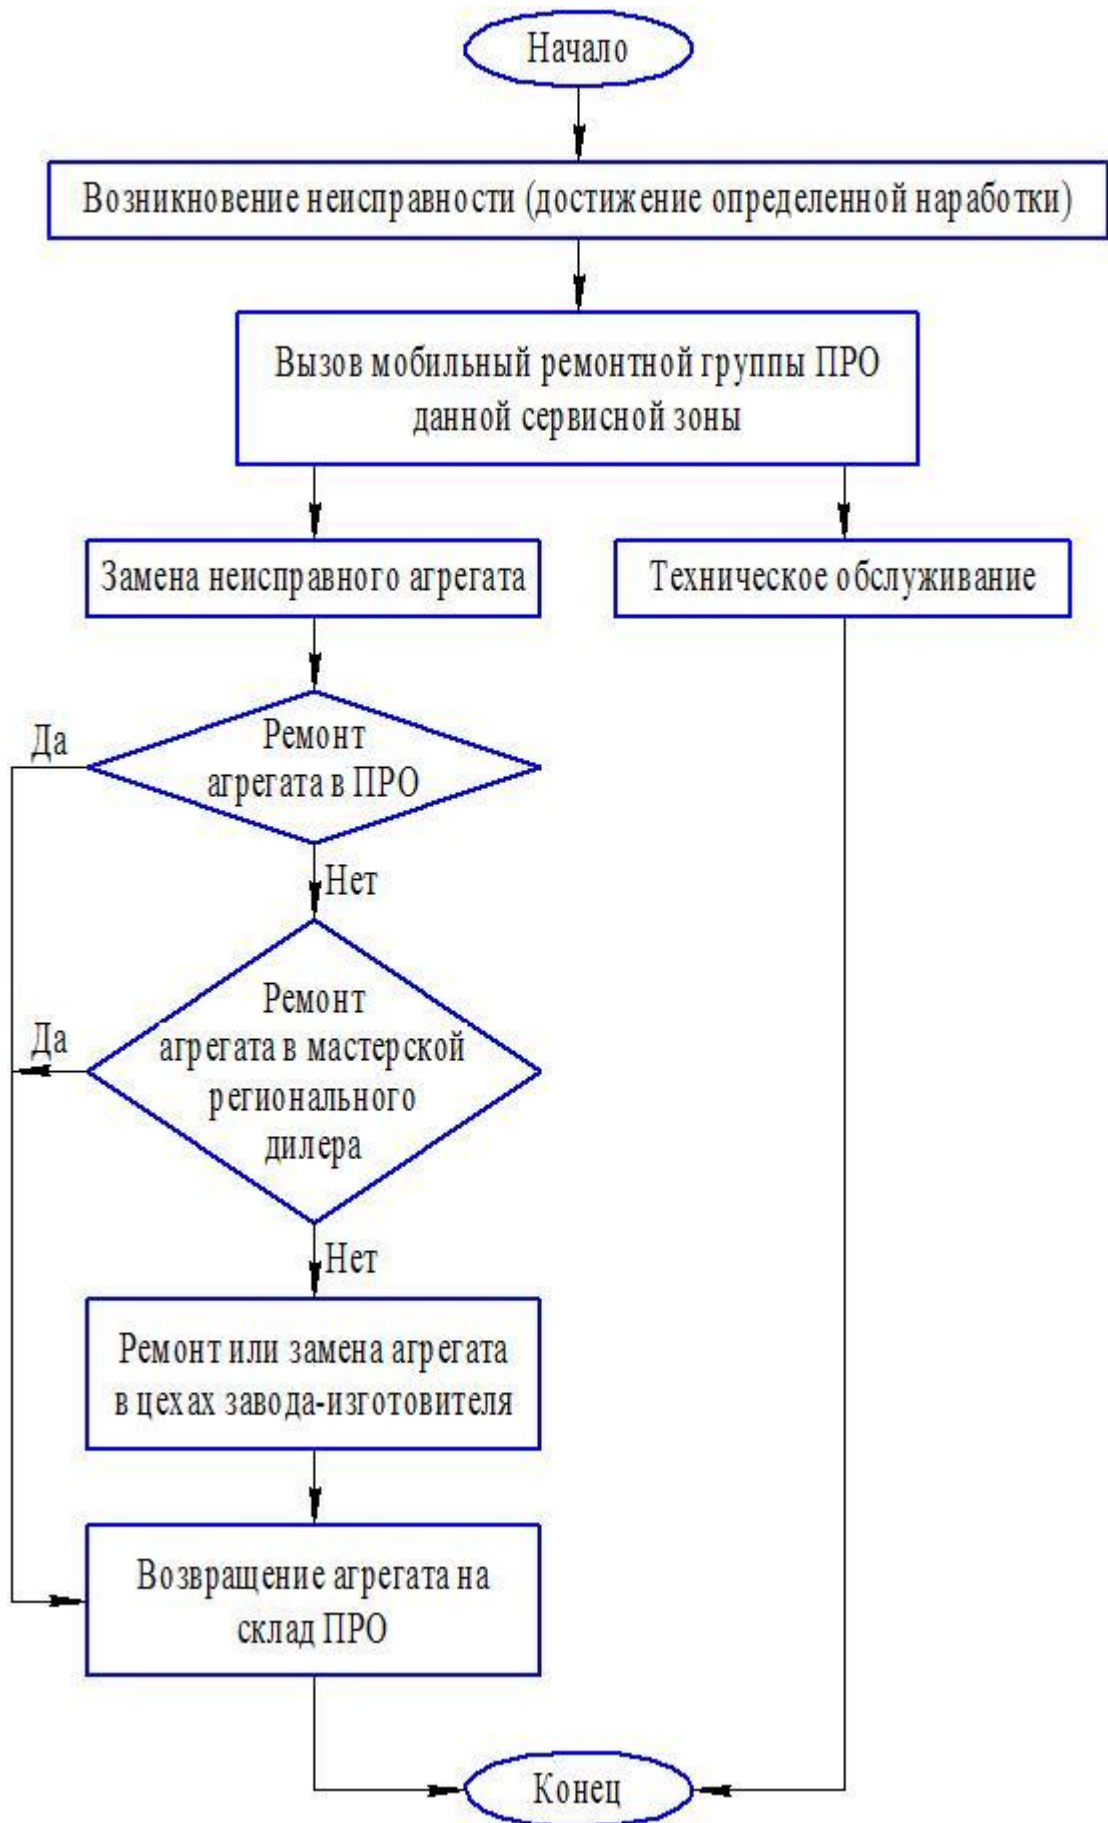 Начало
Возникновение неисправности (достижение определенной наработки)
Вызов мобильный ремонтной группы ПРО
данной сервисной зоны
Замена неисправного агрегата
Техническое обслуживание
Да
Ремонт
агрегата в ПРО
Нет
Да
Ремонт
агрегата в мастерской
регионального
дилера
Нет
Ремонт или замена агрегата
в цехах завода-изготовителя
Возвращение агрегата на
склад ПРО
Конец